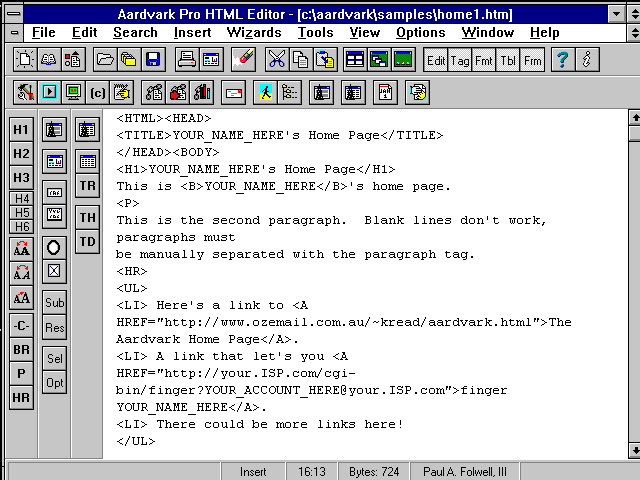 Aardvark Pro HTML Editor - [c:\aardvark\samples\home1.htm]
File Edit Search Insert Wizards Tools View Options Window Help
Edit Tag Fmt Tbl Frm ? i
(c)
H1
H2
H3
H4
H5
H6
AA
AA
AA
-C-
BR
P
HR
Sub
Res
Sel
Opt
TR
TH
TD
<HTML><HEAD>
<TITLE>YOUR_NAME_HERE's Home Page</TITLE>
</HEAD><BODY>
<H1>YOUR_NAME_HERE's Home Page</H1>
This is <B>YOUR_NAME_HERE</B>'s home page.
<P>
This is the second paragraph.  Blank lines don't work,
paragraphs must
be manually separated with the paragraph tag.
<HR>
<UL>
<LI> Here's a link to <A
HREF="http://www.ozemail.com.au/~kread/aardvark.html">The
Aardvark Home Page</A>.
<LI> A link that let's you <A
HREF="http://your.ISP.com/cgi-
bin/finger?YOUR_ACCOUNT_HERE@your.ISP.com">finger
YOUR_NAME_HERE</A>.
<LI> There could be more links here!
</UL>
Insert 16:13 Bytes: 724 Paul A. Folwell, III